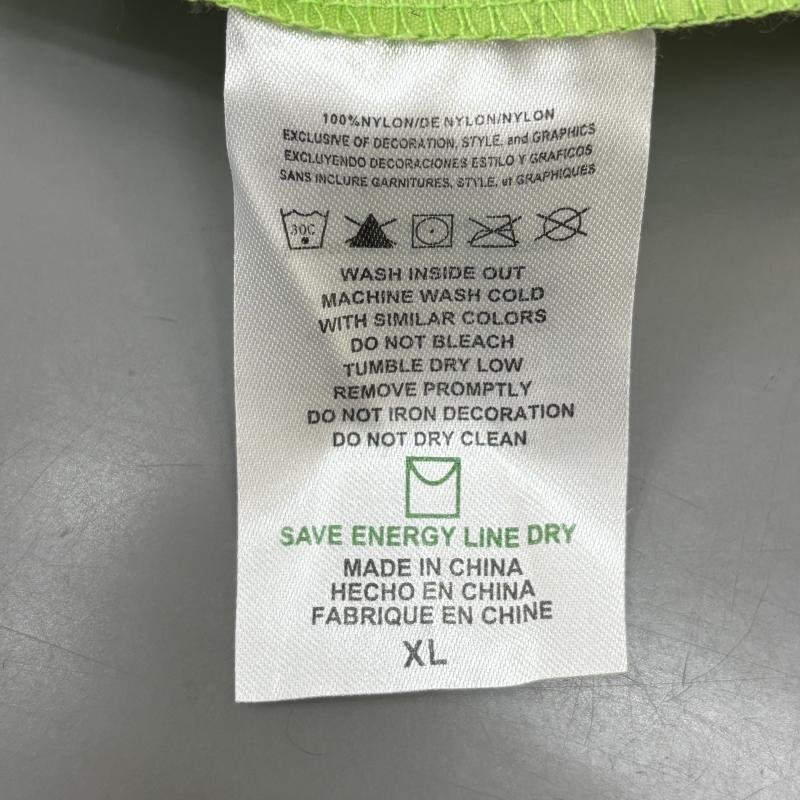 100%NYLON/DE NYLON/NYLON
EXCLUSIVE OF DECORATION, STYLE, and GRAPHICS
EXCLUYENDO DECORACIONES ESTILO Y GRAFICOS
SANS INCLURE GARNITURES, STYLE, et GRAPHIQUES
30C
WASH INSIDE OUT
MACHINE WASH COLD
WITH SIMILAR COLORS
DO NOT BLEACH
TUMBLE DRY LOW
REMOVE PROMPTLY
DO NOT IRON DECORATION
DO NOT DRY CLEAN
SAVE ENERGY LINE DRY
MADE IN CHINA
HECHO EN CHINA
FABRIQUE EN CHINE
XL